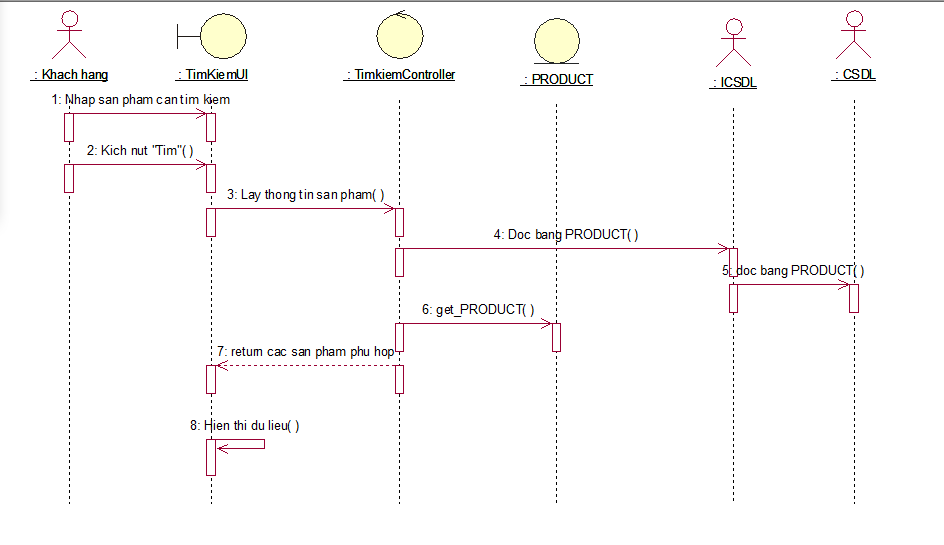 : Khach hang
: TimKiemUI
: TimkiemController
: PRODUCT
: ICSDL
: CSDL
1: Nhap san pham can tim kiem
2: Kich nut "Tim"( )
3: Lay thong tin san pham( )
4: Doc bang PRODUCT( )
5: doc bang PRODUCT( )
6: get_PRODUCT( )
7: return cac san pham phu hop
8: Hien thi du lieu( )